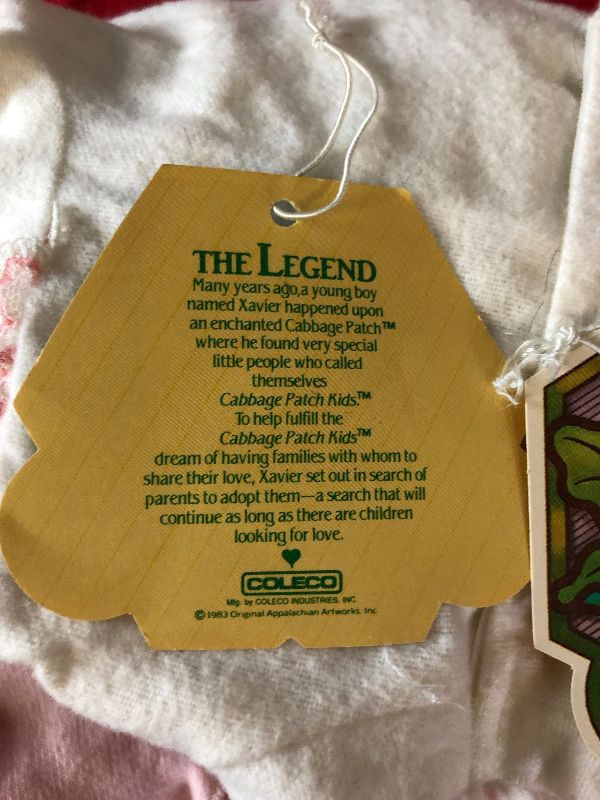 THE LEGEND
Many years ago, a young boy
named Xavier happened upon
an enchanted Cabbage Patch™
where he found very special
little people who called
themselves
Cabbage Patch Kids.™
To help fulfill the
Cabbage Patch Kids™
dream of having families with whom to
share their love, Xavier set out in search of
parents to adopt them—a search that will
continue as long as there are children
looking for love.
COLECO
Mfg. by COLECO INDUSTRIES, INC.
© 1983 Original Appalachian Artworks, Inc.